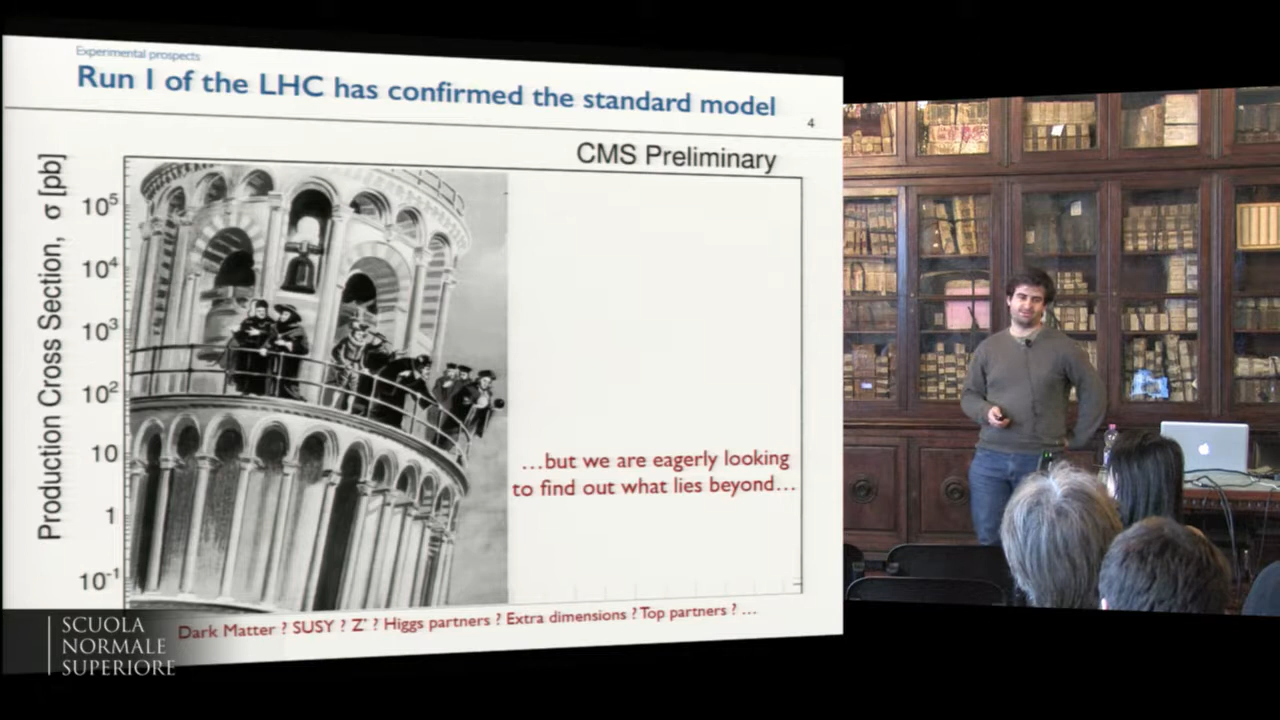 Experimental prospects
Run 1 of the LHC has confirmed the standard model
4
CMS Preliminary
Production Cross Section, σ [pb]
10⁵
10⁴
10³
10²
10
1
10⁻¹
…but we are eagerly looking
to find out what lies beyond…
Dark Matter ? SUSY ? Z' ? Higgs partners ? Extra dimensions ? Top partners ? …
SCUOLA
NORMALE
SUPERIORE